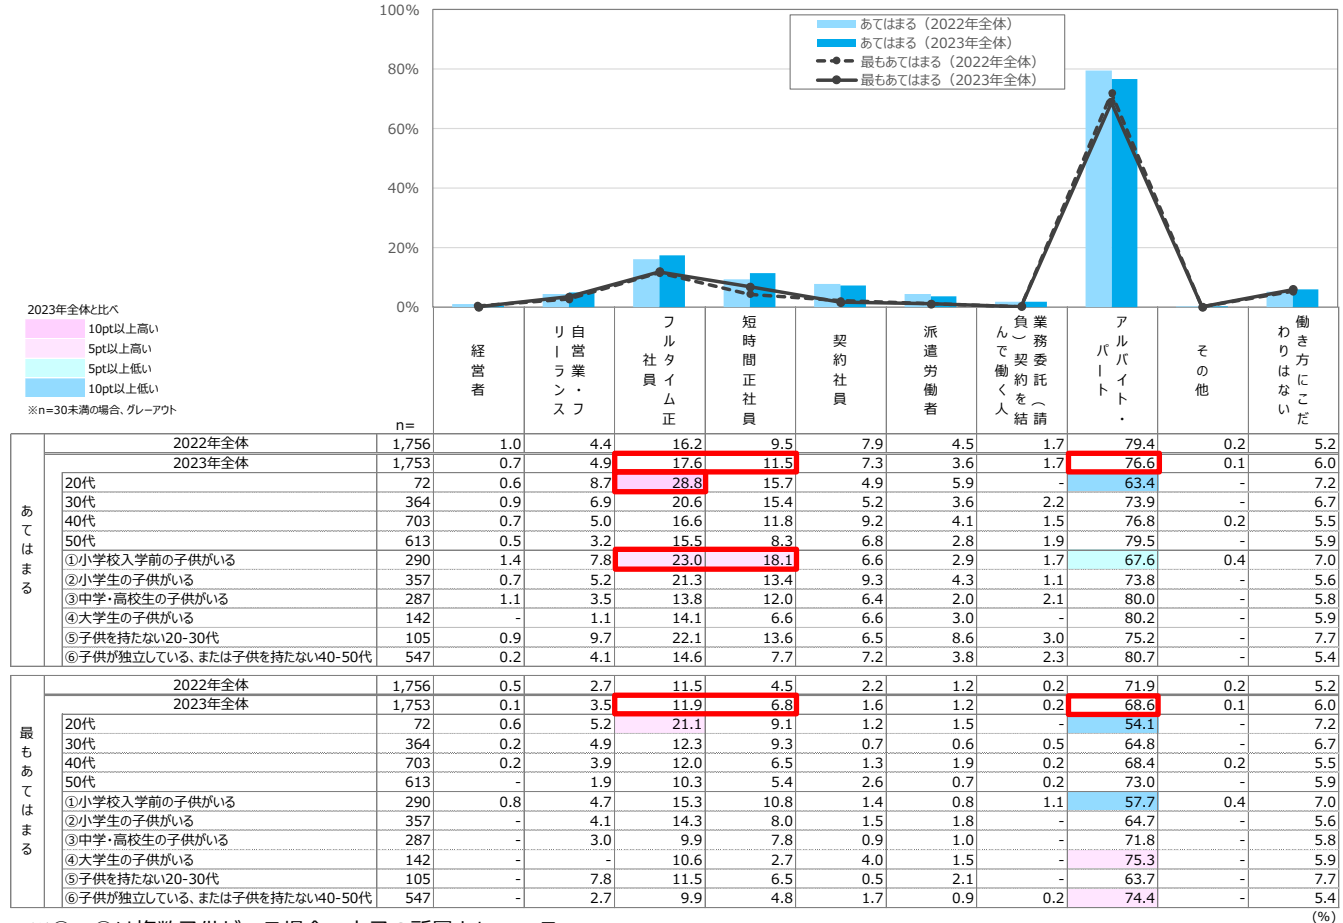 100%
80%
60%
40%
20%
0%
あてはまる（2022年全体）
あてはまる（2023年全体）
最もあてはまる（2022年全体）
最もあてはまる（2023年全体）
2023年全体と比べ
10pt以上高い
5pt以上高い
5pt以上低い
10pt以上低い
※n=30未満の場合、グレーアウト
n=
経営者
自営業・フリーランス
フルタイム正社員
短時間正社員
契約社員
派遣労働者
業務委託（請負）契約を結んで働く人
アルバイト・パート
その他
働き方にこだわりはない
あてはまる
2022年全体 1,756 1.0 4.4 16.2 9.5 7.9 4.5 1.7 79.4 0.2 5.2
2023年全体 1,753 0.7 4.9 17.6 11.5 7.3 3.6 1.7 76.6 0.1 6.0
20代 72 0.6 8.7 28.8 15.7 4.9 5.9 - 63.4 - 7.2
30代 364 0.9 6.9 20.6 15.4 5.2 3.6 2.2 73.9 - 6.7
40代 703 0.7 5.0 16.6 11.8 9.2 4.1 1.5 76.8 0.2 5.5
50代 613 0.5 3.2 15.5 8.3 6.8 2.8 1.9 79.5 - 5.9
①小学校入学前の子供がいる 290 1.4 7.8 23.0 18.1 6.6 2.9 1.7 67.6 0.4 7.0
②小学生の子供がいる 357 0.7 5.2 21.3 13.4 9.3 4.3 1.1 73.8 - 5.6
③中学・高校生の子供がいる 287 1.1 3.5 13.8 12.0 6.4 2.0 2.1 80.0 - 5.8
④大学生の子供がいる 142 - 1.1 14.1 6.6 6.6 3.0 - 80.2 - 5.9
⑤子供を持たない20-30代 105 0.9 9.7 22.1 13.6 6.5 8.6 3.0 75.2 - 7.7
⑥子供が独立している、または子供を持たない40-50代 547 0.2 4.1 14.6 7.7 7.2 3.8 2.3 80.7 - 5.4
最もあてはまる
2022年全体 1,756 0.5 2.7 11.5 4.5 2.2 1.2 0.2 71.9 0.2 5.2
2023年全体 1,753 0.1 3.5 11.9 6.8 1.6 1.2 0.2 68.6 0.1 6.0
20代 72 0.6 5.2 21.1 9.1 1.2 1.5 - 54.1 - 7.2
30代 364 0.2 4.9 12.3 9.3 0.7 0.6 0.5 64.8 - 6.7
40代 703 0.2 3.9 12.0 6.5 1.3 1.9 0.2 68.4 0.2 5.5
50代 613 - 1.9 10.3 5.4 2.6 0.7 0.2 73.0 - 5.9
①小学校入学前の子供がいる 290 0.8 4.7 15.3 10.8 1.4 0.8 1.1 57.7 0.4 7.0
②小学生の子供がいる 357 - 4.1 14.3 8.0 1.5 1.8 - 64.7 - 5.6
③中学・高校生の子供がいる 287 - 3.0 9.9 7.8 0.9 1.0 - 71.8 - 5.8
④大学生の子供がいる 142 - - 10.6 2.7 4.0 1.5 - 75.3 - 5.9
⑤子供を持たない20-30代 105 - 7.8 11.5 6.5 0.5 2.1 - 63.7 - 7.7
⑥子供が独立している、または子供を持たない40-50代 547 - 2.7 9.9 4.8 1.7 0.9 0.2 74.4 - 5.4
(%)